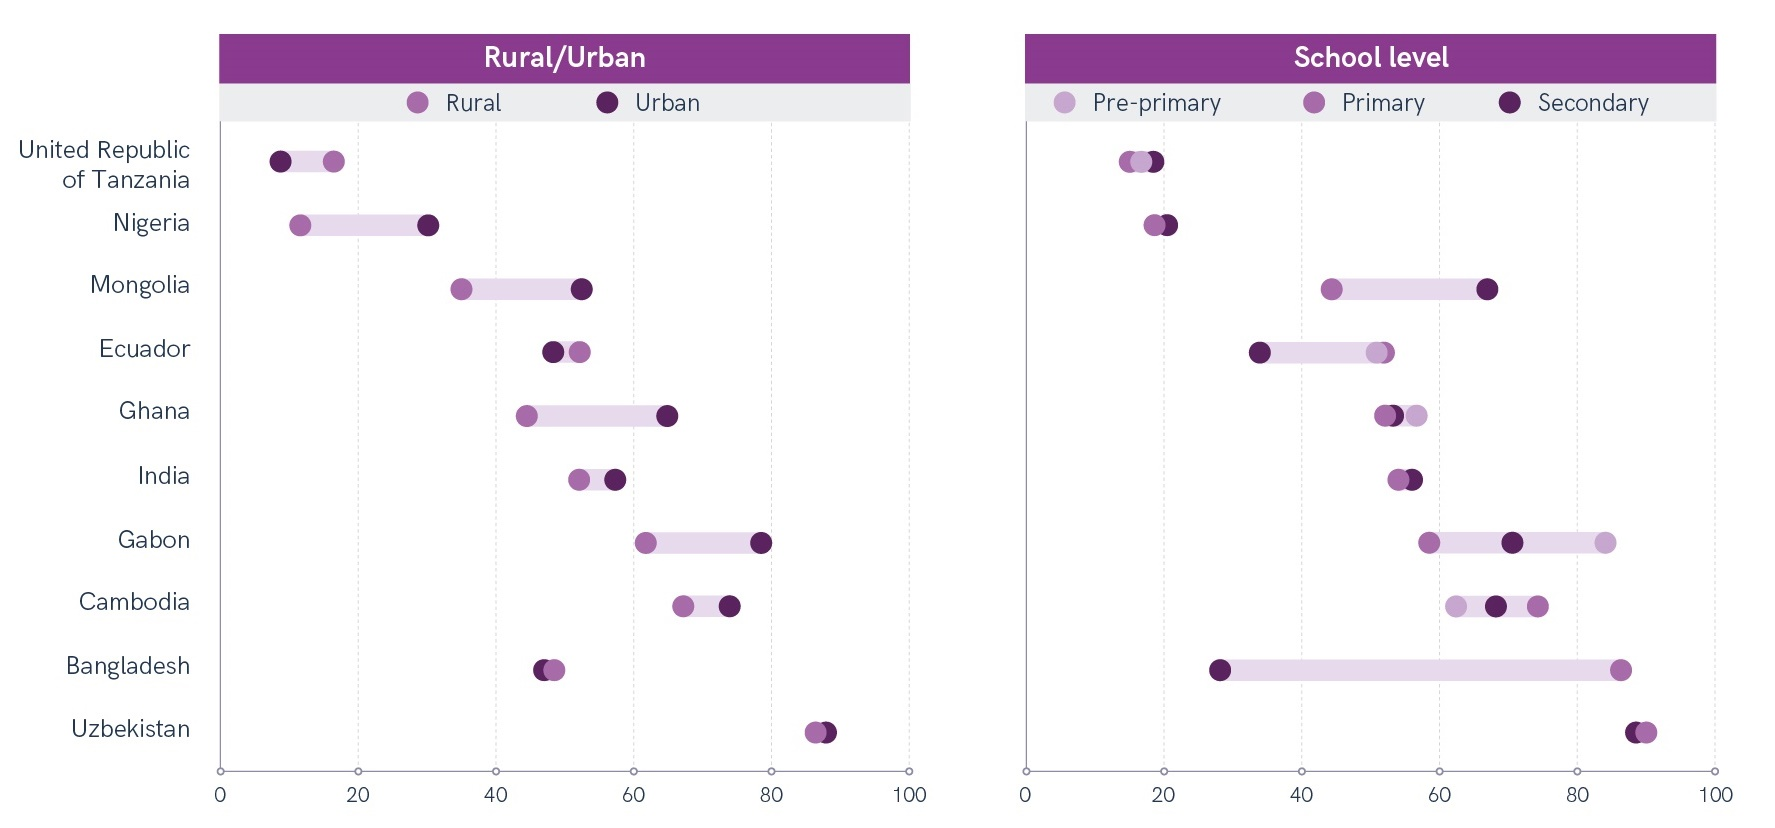 Rural/Urban
Rural
Urban
School level
Pre-primary
Primary
Secondary
United Republic
of Tanzania
Nigeria
Mongolia
Ecuador
Ghana
India
Gabon
Cambodia
Bangladesh
Uzbekistan
0 20 40 60 80 100
0 20 40 60 80 100